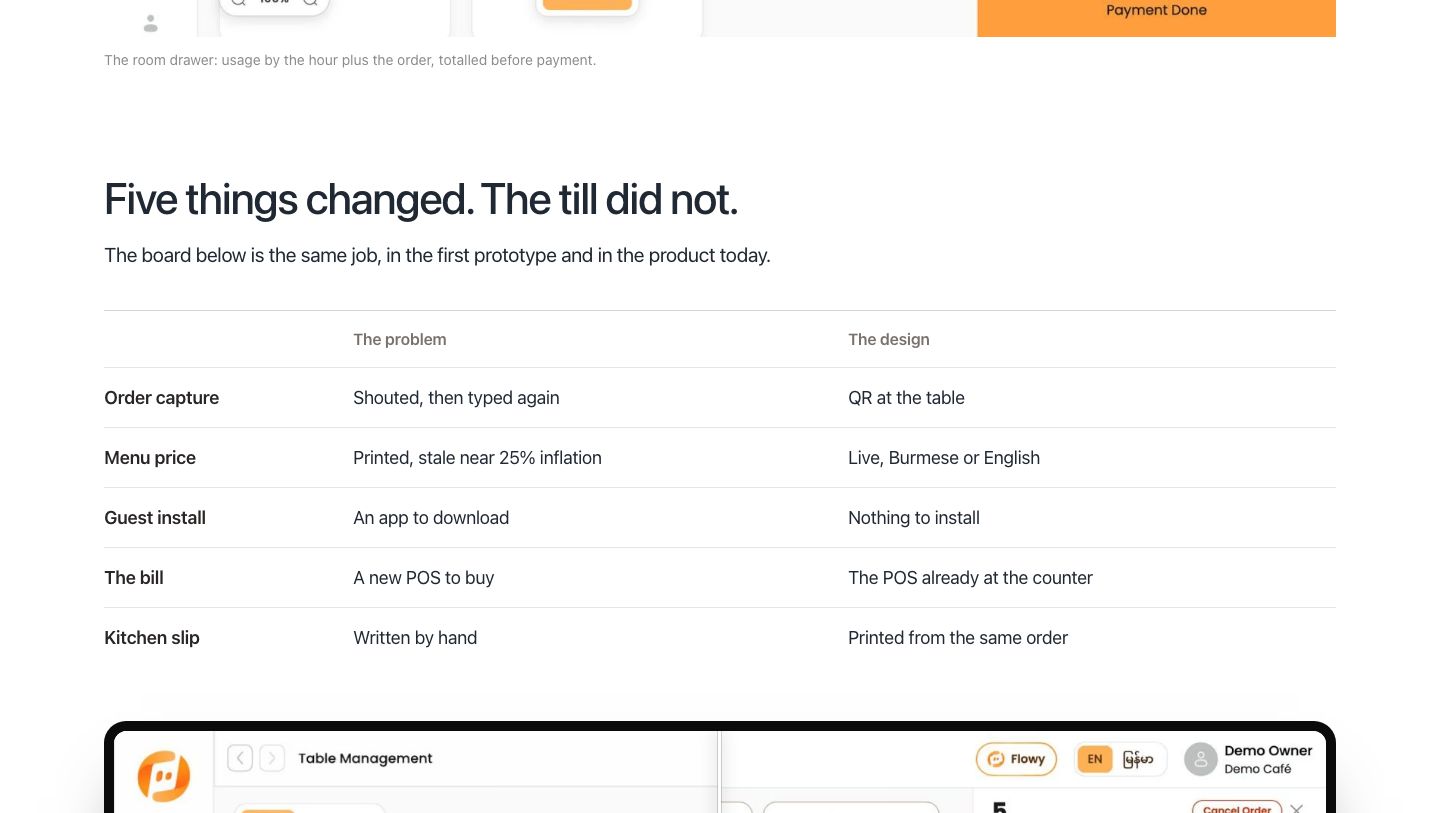 100%
Payment Done
The room drawer: usage by the hour plus the order, totalled before payment.
Five things changed. The till did not.
The board below is the same job, in the first prototype and in the product today.
The problem The design
Order capture Shouted, then typed again QR at the table
Menu price Printed, stale near 25% inflation Live, Burmese or English
Guest install An app to download Nothing to install
The bill A new POS to buy The POS already at the counter
Kitchen slip Written by hand Printed from the same order
Table Management Flowy EN မြန်မာ Demo Owner
Demo Café
5 Cancel Order